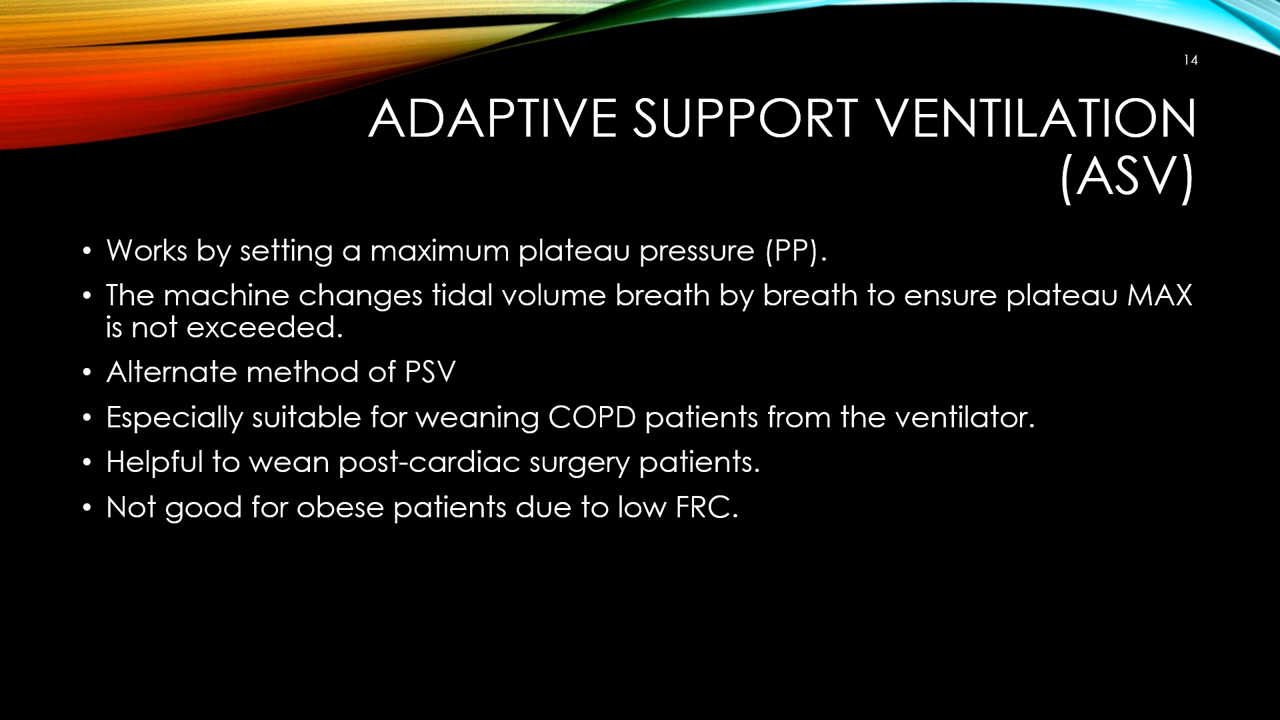 14
ADAPTIVE SUPPORT VENTILATION
(ASV)
• Works by setting a maximum plateau pressure (PP).
• The machine changes tidal volume breath by breath to ensure plateau MAX
is not exceeded.
• Alternate method of PSV
• Especially suitable for weaning COPD patients from the ventilator.
• Helpful to wean post-cardiac surgery patients.
• Not good for obese patients due to low FRC.